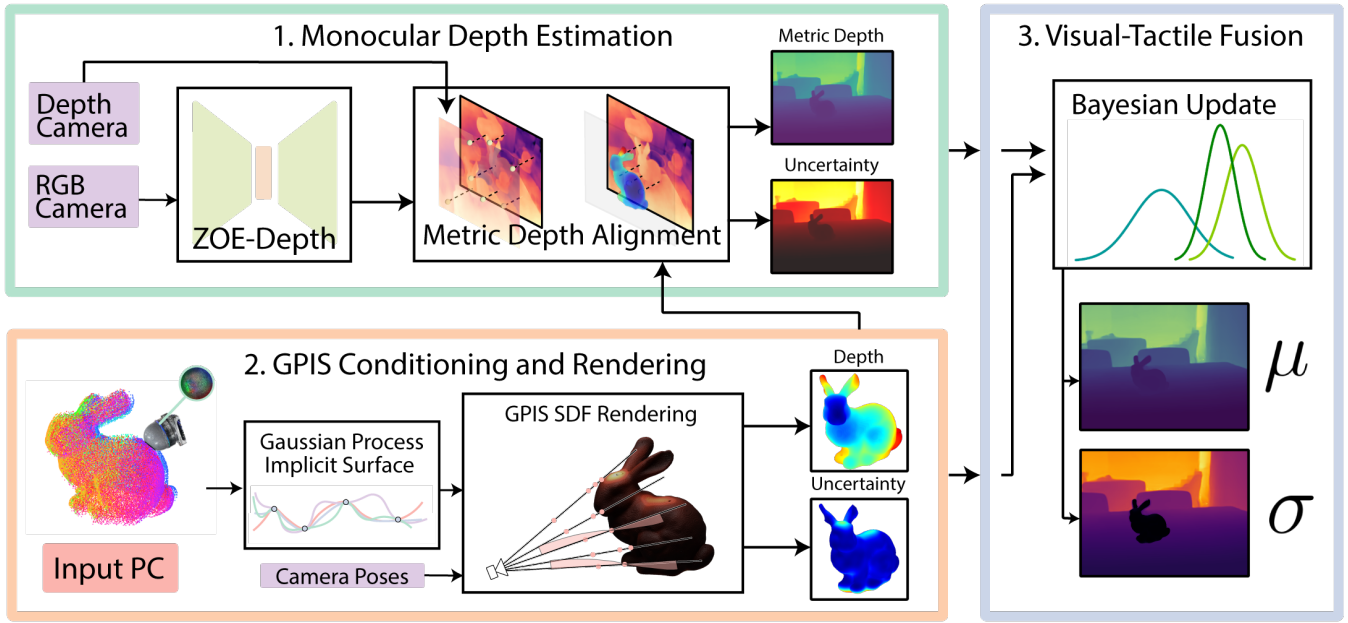 1. Monocular Depth Estimation
Depth
Camera
RGB
Camera
ZOE-Depth
Metric Depth Alignment
Metric Depth
Uncertainty
2. GPIS Conditioning and Rendering
Input PC
Gaussian Process
Implicit Surface
Camera Poses
GPIS SDF Rendering
Depth
Uncertainty
3. Visual-Tactile Fusion
Bayesian Update
μ
σ